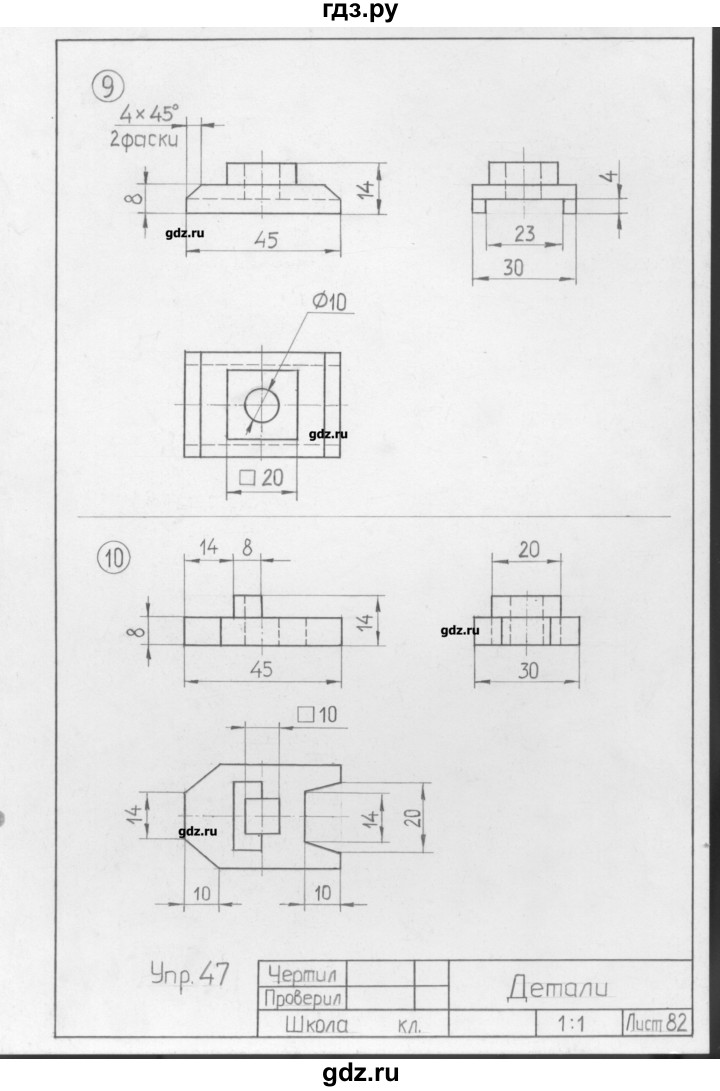 гдз.ру
9
4×45°
2фаски
8
14
4
gdz.ru
45
23
30
Ø10
gdz.ru
□ 20
10
14 8
20
8
14
gdz.ru
45
30
□10
14
14
20
gdz.ru
10
10
Упр. 47
Чертил
Проверил
Детали
Школа кл.
1:1
Лист 82
gdz.ru